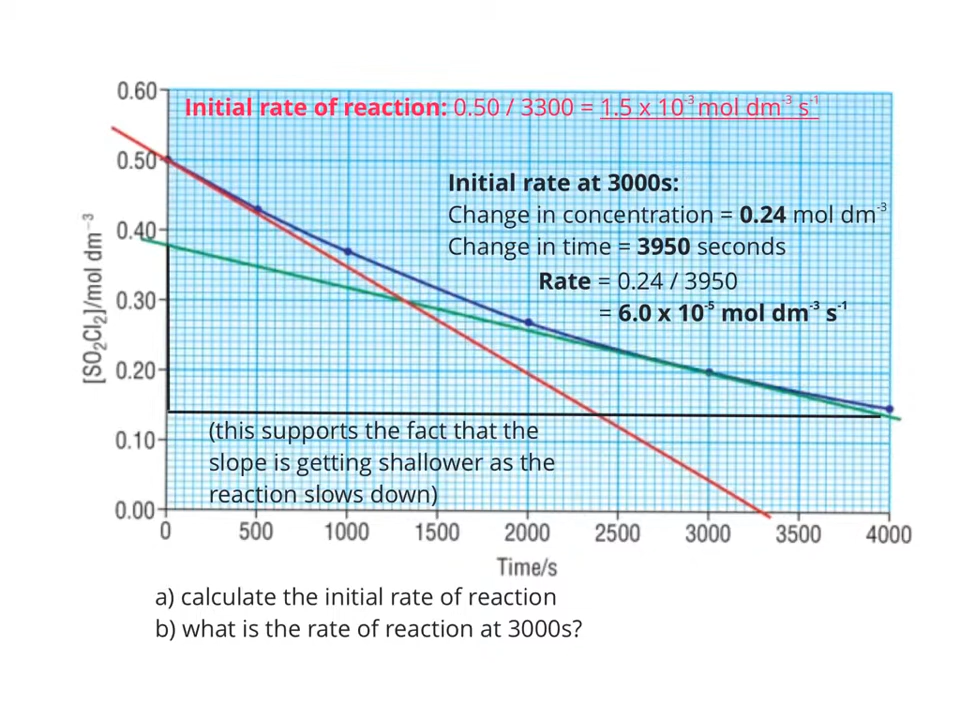 0.60
Initial rate of reaction: 0.50 / 3300 = 1.5 x 10⁻³ mol dm⁻³ s⁻¹
0.50
Initial rate at 3000s:
Change in concentration = 0.24 mol dm⁻³
0.40
Change in time = 3950 seconds
Rate = 0.24 / 3950
0.30
= 6.0 x 10⁻⁵ mol dm⁻³ s⁻¹
[SO₂Cl₂]/mol dm⁻³
0.20
0.10
(this supports the fact that the
slope is getting shallower as the
reaction slows down)
0.00
0 500 1000 1500 2000 2500 3000 3500 4000
Time/s
a) calculate the initial rate of reaction
b) what is the rate of reaction at 3000s?